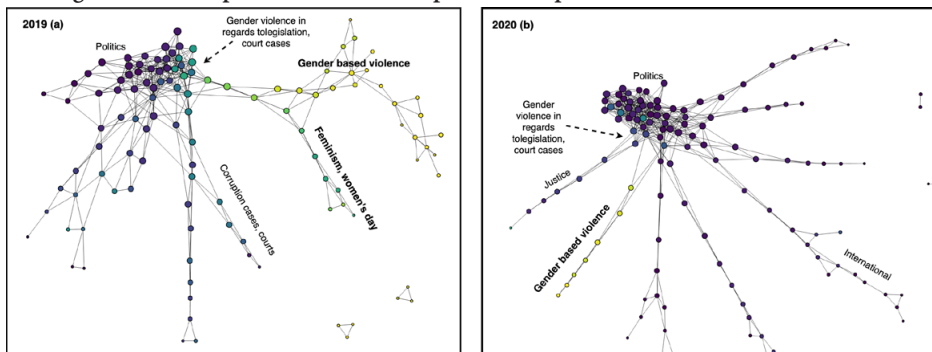 2019 (a)
Politics
Gender violence in
regards tolegislation,
court cases
Gender based violence
Feminism, women's day
Corruption cases, courts
2020 (b)
Politics
Gender
violence in
regards
tolegislation,
court cases
Justice
Gender based violence
International